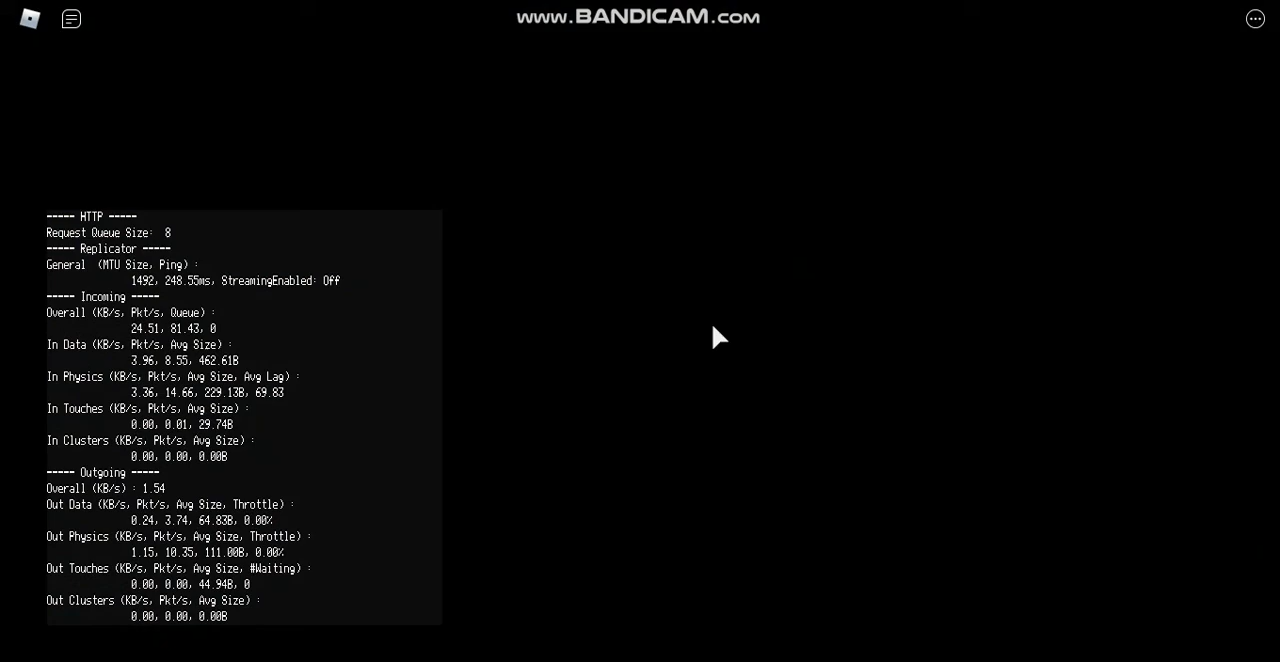 www.BANDICAM.com
----- HTTP -----
Request Queue Size: 8
----- Replicator -----
General (MTU Size, Ping) :
1492, 248.55ms, StreamingEnabled: Off
----- Incoming -----
Overall (KB/s, Pkt/s, Queue) :
24.51, 81.43, 0
In Data (KB/s, Pkt/s, Avg Size) :
3.96, 8.55, 462.61B
In Physics (KB/s, Pkt/s, Avg Size, Avg Lag) :
3.36, 14.66, 229.13B, 69.83
In Touches (KB/s, Pkt/s, Avg Size) :
0.00, 0.01, 29.74B
In Clusters (KB/s, Pkt/s, Avg Size) :
0.00, 0.00, 0.00B
----- Outgoing -----
Overall (KB/s) : 1.54
Out Data (KB/s, Pkt/s, Avg Size, Throttle) :
0.24, 3.74, 64.83B, 0.00%
Out Physics (KB/s, Pkt/s, Avg Size, Throttle) :
1.15, 10.35, 111.00B, 0.00%
Out Touches (KB/s, Pkt/s, Avg Size, #Waiting) :
0.00, 0.00, 44.94B, 0
Out Clusters (KB/s, Pkt/s, Avg Size) :
0.00, 0.00, 0.00B